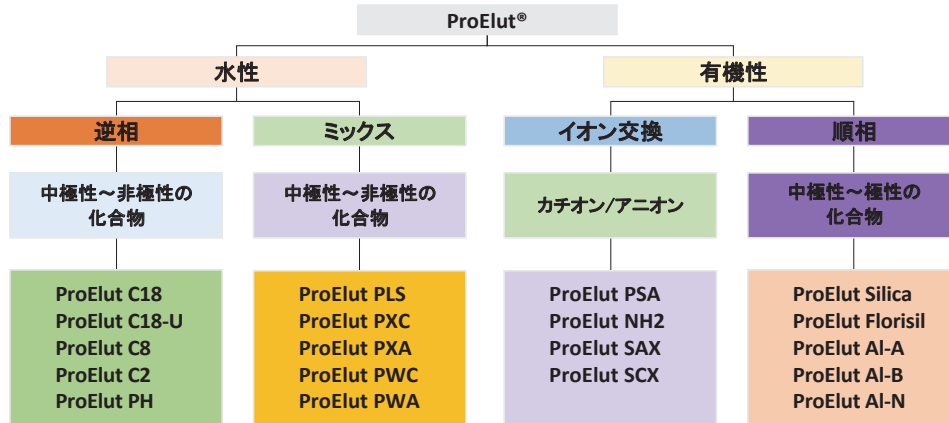 ProElut®
水性
有機性
逆相
ミックス
イオン交換
順相
中極性～非極性の
化合物
中極性～非極性の
化合物
カチオン/アニオン
中極性～極性の
化合物
ProElut C18
ProElut C18-U
ProElut C8
ProElut C2
ProElut PH
ProElut PLS
ProElut PXC
ProElut PXA
ProElut PWC
ProElut PWA
ProElut PSA
ProElut NH2
ProElut SAX
ProElut SCX
ProElut Silica
ProElut Florisil
ProElut Al-A
ProElut Al-B
ProElut Al-N